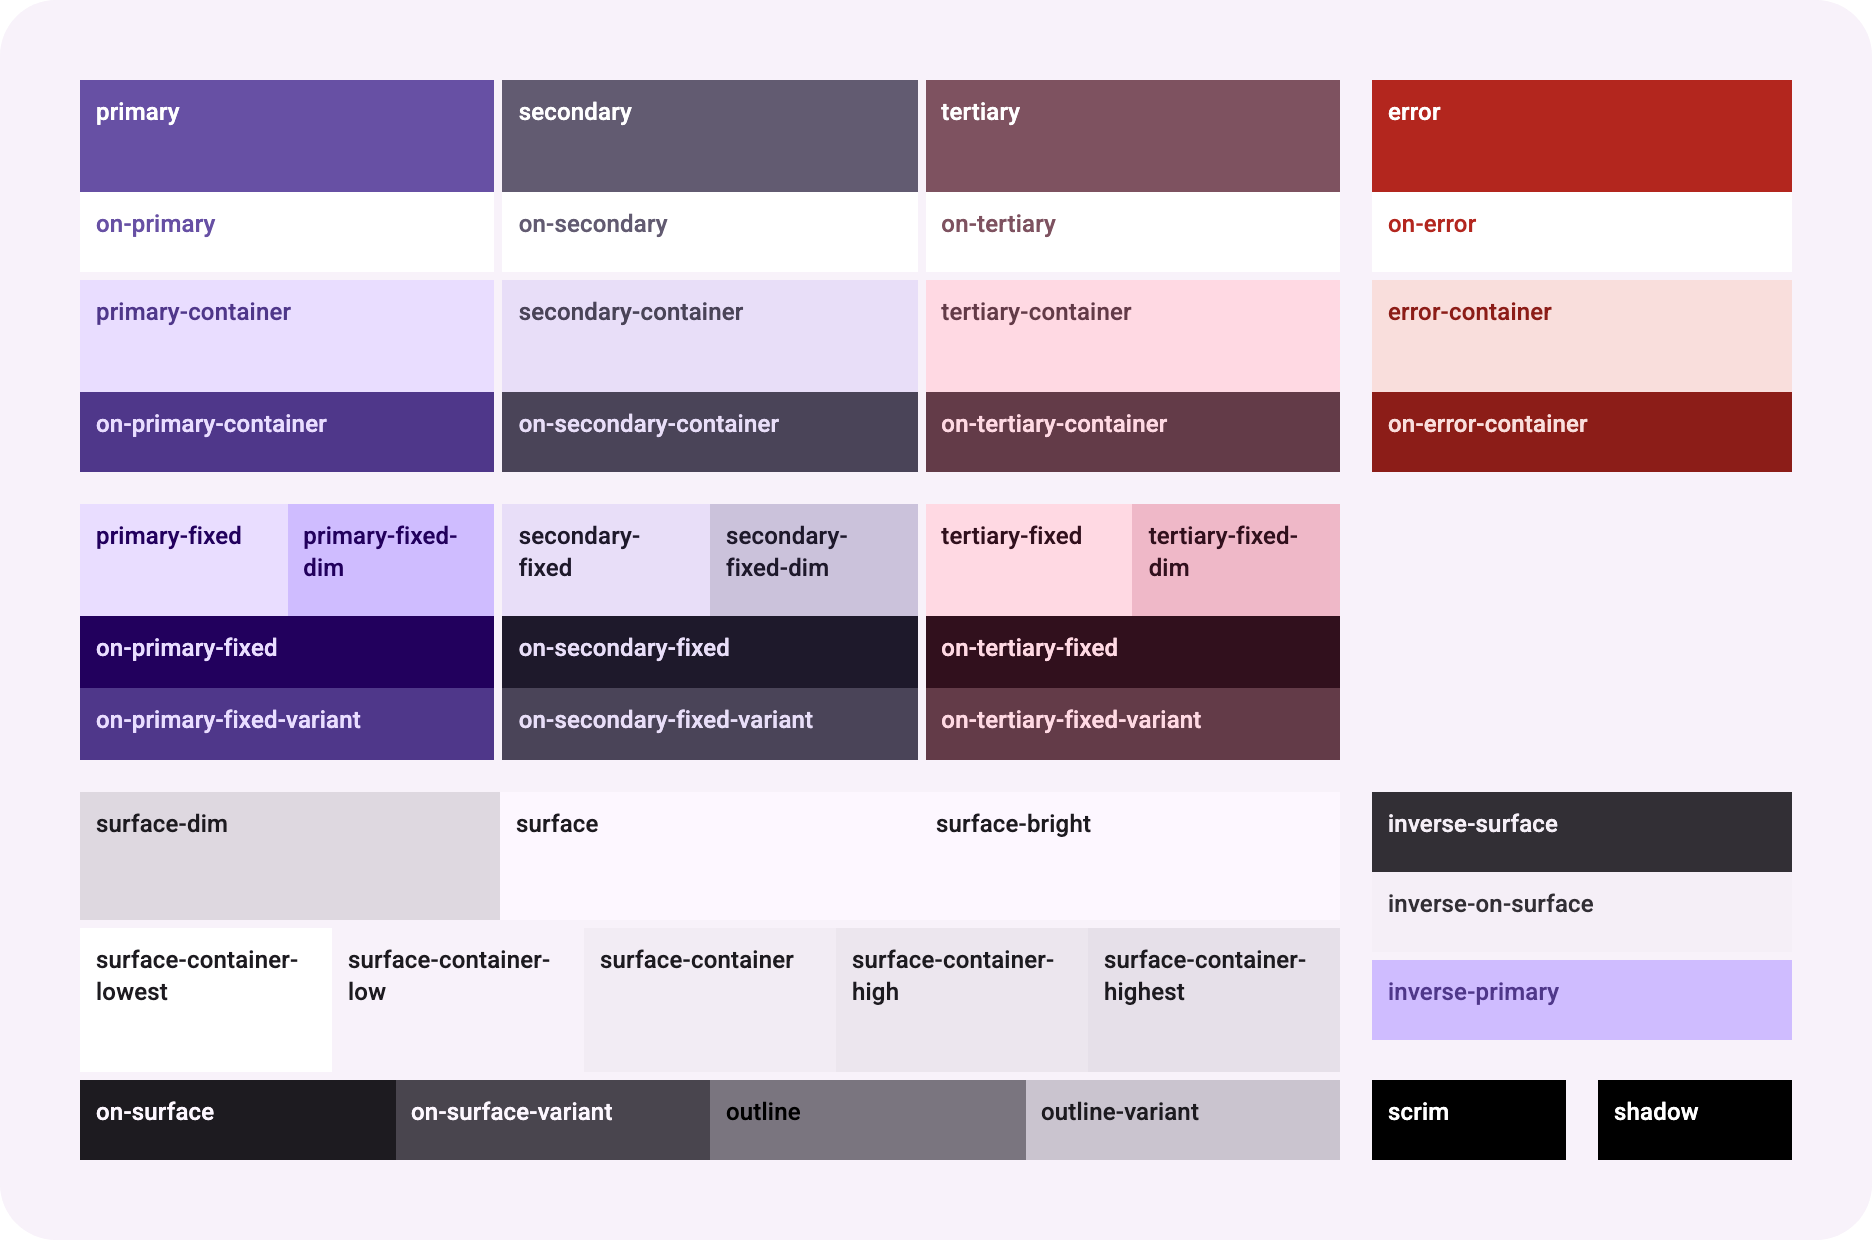 primary
secondary
tertiary
error
on-primary
on-secondary
on-tertiary
on-error
primary-container
secondary-container
tertiary-container
error-container
on-primary-container
on-secondary-container
on-tertiary-container
on-error-container
primary-fixed
primary-fixed-
dim
secondary-
fixed
secondary-
fixed-dim
tertiary-fixed
tertiary-fixed-
dim
on-primary-fixed
on-secondary-fixed
on-tertiary-fixed
on-primary-fixed-variant
on-secondary-fixed-variant
on-tertiary-fixed-variant
surface-dim
surface
surface-bright
inverse-surface
inverse-on-surface
surface-container-
lowest
surface-container-
low
surface-container
surface-container-
high
surface-container-
highest
inverse-primary
on-surface
on-surface-variant
outline
outline-variant
scrim
shadow